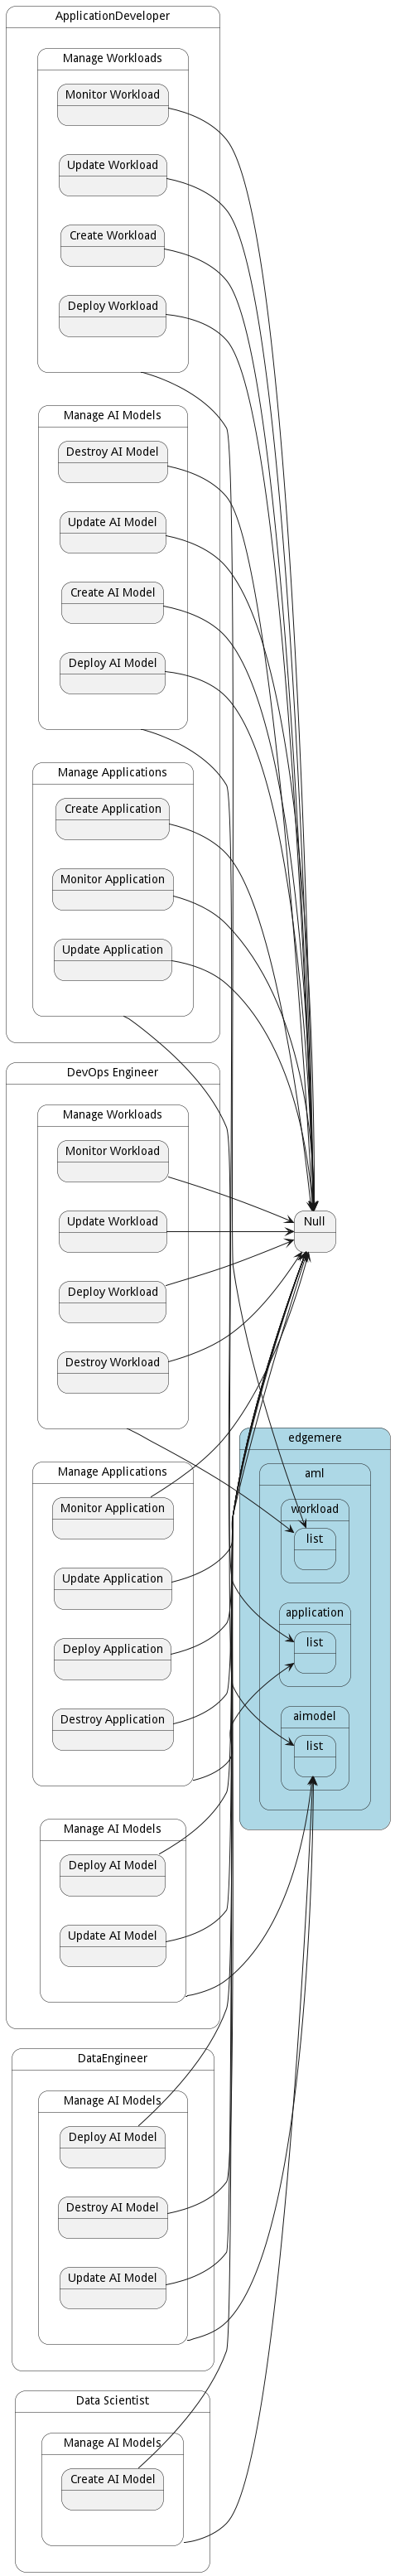 ApplicationDeveloper
Manage Workloads
Monitor Workload
Update Workload
Create Workload
Deploy Workload
Manage AI Models
Destroy AI Model
Update AI Model
Create AI Model
Deploy AI Model
Manage Applications
Create Application
Monitor Application
Update Application
DevOps Engineer
Manage Workloads
Monitor Workload
Update Workload
Deploy Workload
Destroy Workload
Manage Applications
Monitor Application
Update Application
Deploy Application
Destroy Application
Manage AI Models
Deploy AI Model
Update AI Model
DataEngineer
Manage AI Models
Deploy AI Model
Destroy AI Model
Update AI Model
Data Scientist
Manage AI Models
Create AI Model
Null
edgemere
aml
workload
list
application
list
aimodel
list